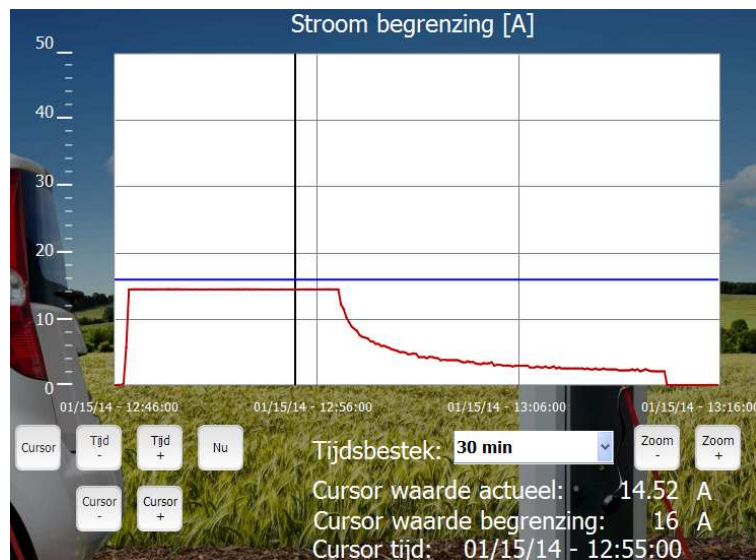 Stroom begrenzing [A]
50
40
30
20
10
0
01/15/14 - 12:46:00 01/15/14 - 12:56:00 01/15/14 - 13:06:00 01/15/14 - 13:16:00
Cursor Tijd - Tijd + Nu Tijdsbestek: 30 min Zoom - Zoom +
Cursor - Cursor + Cursor waarde actueel: 14.52 A
Cursor waarde begrenzing: 16 A
Cursor tijd: 01/15/14 - 12:55:00